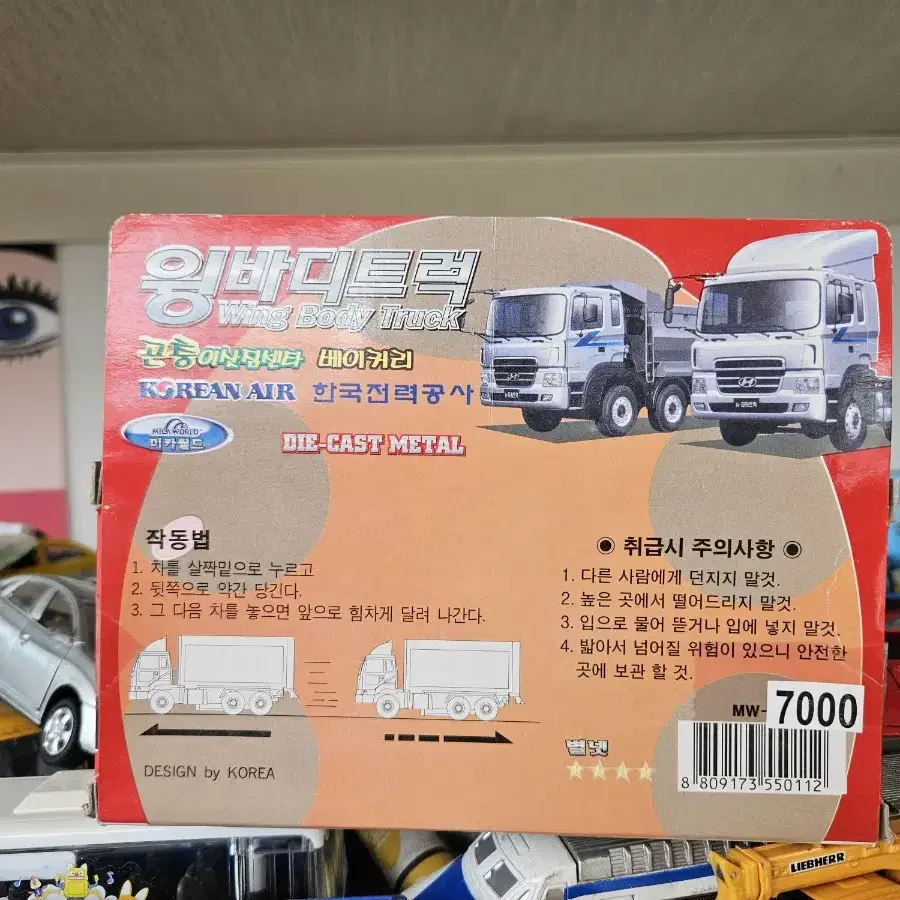 윙바디트럭
Wing Body Truck
곤룡이삿짐센타 베이커리
KOREAN AIR 한국전력공사
MICA WORLD
미카월드
DIE-CAST METAL
작동법
1. 차를 살짝밑으로 누르고
2. 뒷쪽으로 약간 당긴다.
3. 그 다음 차를 놓으면 앞으로 힘차게 달려 나간다.
DESIGN by KOREA
◉ 취급시 주의사항 ◉
1. 다른 사람에게 던지지 말것.
2. 높은 곳에서 떨어드리지 말것.
3. 입으로 물어 뜯거나 입에 넣지 말것.
4. 밟아서 넘어질 위험이 있으니 안전한
곳에 보관 할 것.
MW-
7000
벌넷
8 809173 550112
LIEBHERR